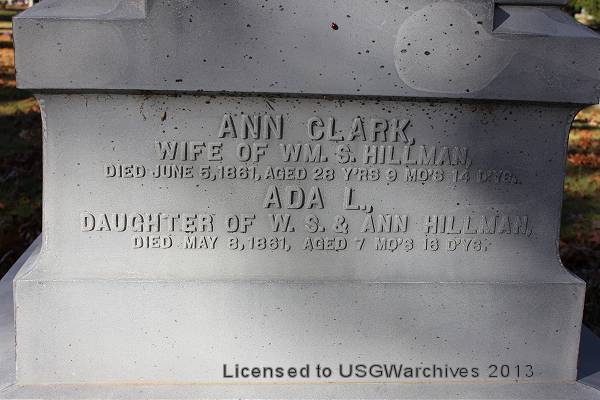 ANN CLARK,
WIFE OF WM. S. HILLMAN,
DIED JUNE 5, 1861, AGED 28 Y'RS 9 MO'S 14 D'YS.
ADA L.,
DAUGHTER OF W. S. & ANN HILLMAN,
DIED MAY 8, 1861, AGED 7 MO'S 18 D'YS.
Licensed to USGWarchives 2013